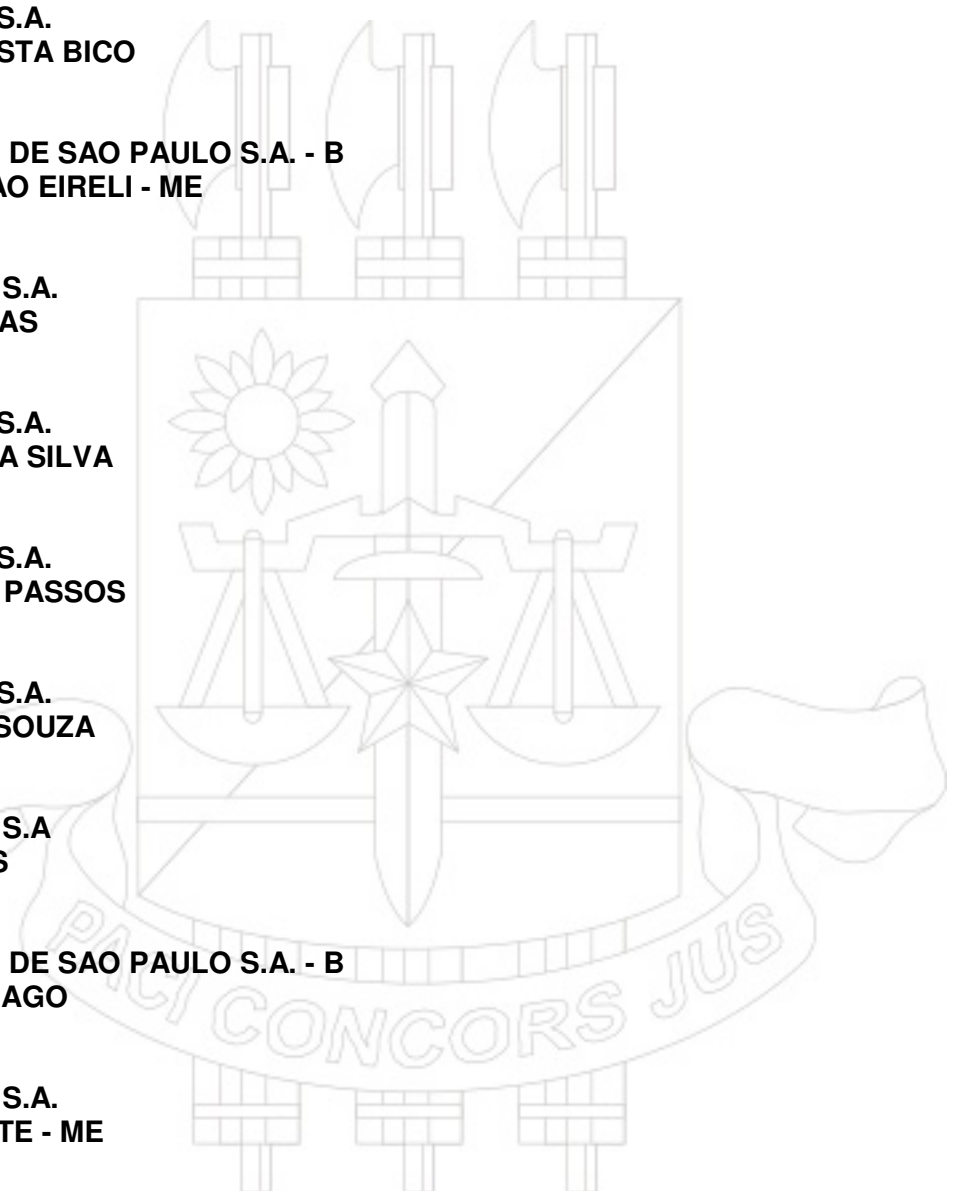 S.A.
STA BICO
DE SAO PAULO S.A. - B
AO EIRELI - ME
S.A.
AS
S.A.
A SILVA
S.A.
PASSOS
S.A.
SOUZA
S.A
S
DE SAO PAULO S.A. - B
AGO
S.A.
TE - ME
PACI CONCORS JUS